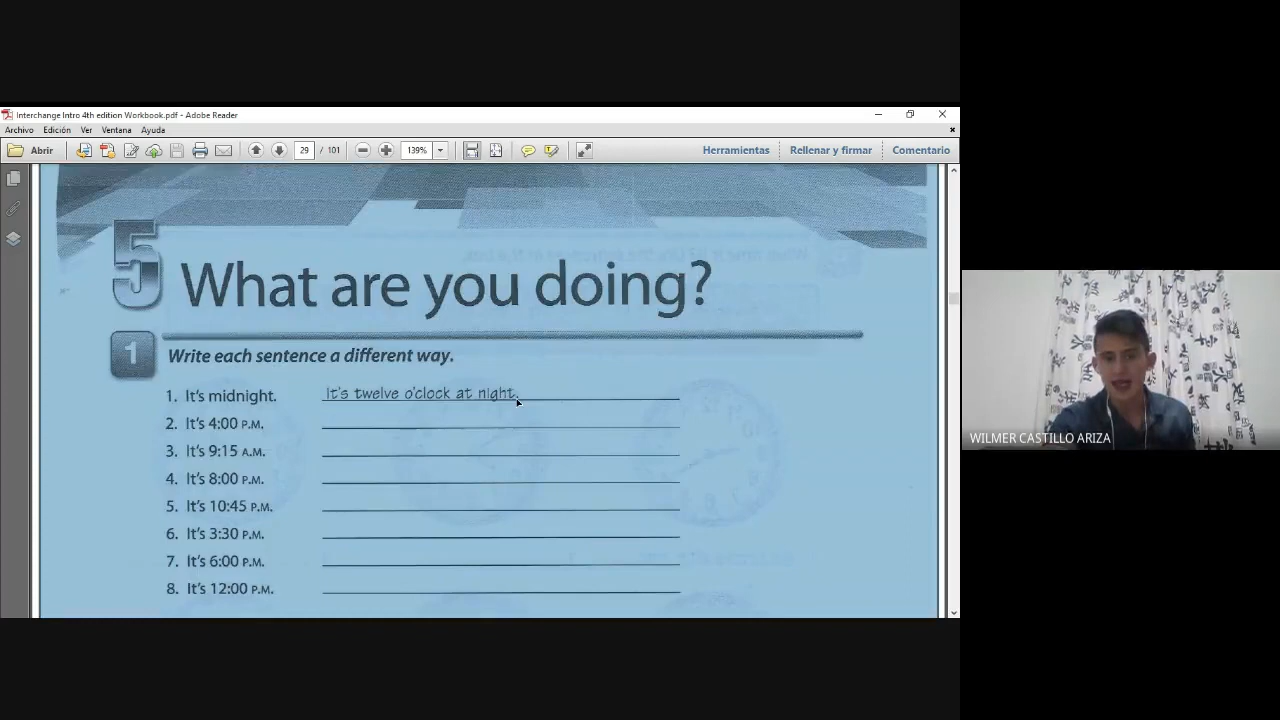 Interchange Intro 4th edition Workbook.pdf - Adobe Reader
Archivo Edición Ver Ventana Ayuda
Abrir 29 / 101 139% Herramientas Rellenar y firmar Comentario
5 What are you doing?
1 Write each sentence a different way.
1. It's midnight. It's twelve o'clock at night.
2. It's 4:00 P.M.
3. It's 9:15 A.M.
4. It's 8:00 P.M.
5. It's 10:45 P.M.
6. It's 3:30 P.M.
7. It's 6:00 P.M.
8. It's 12:00 P.M.
WILMER CASTILLO ARIZA